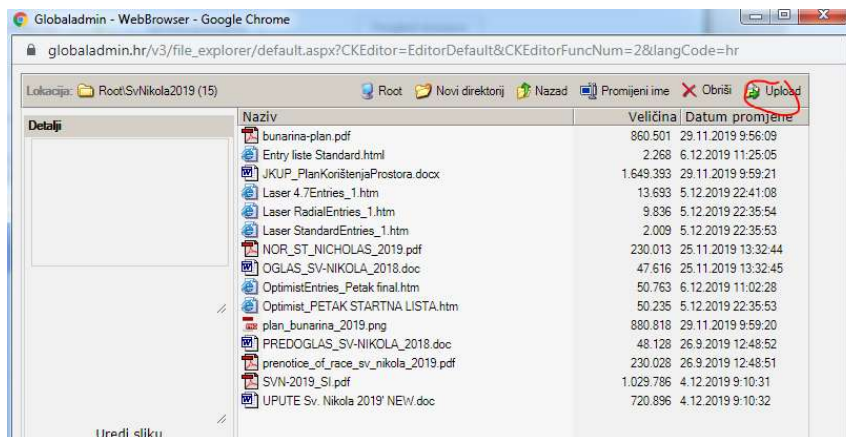 Globaladmin - WebBrowser - Google Chrome
globaladmin.hr/v3/file_explorer/default.aspx?CKEditor=EditorDefault&CKEditorFuncNum=2&langCode=hr
Lokacija: Root\SvNikola2019 (15) Root Novi direktorij Nazad Promijeni ime Obriši Upload
Detalji
Naziv Veličina Datum promjene
bunarina-plan.pdf 860.501 29.11.2019 9:56:09
Entry liste Standard.html 2.268 6.12.2019 11:25:05
JKUP_PlanKorištenjaProstora.docx 1.649.393 29.11.2019 9:59:21
Laser 4.7Entries_1.htm 13.693 5.12.2019 22:41:08
Laser RadialEntries_1.htm 9.836 5.12.2019 22:35:54
Laser StandardEntries_1.htm 2.009 5.12.2019 22:35:53
NOR_ST_NICHOLAS_2019.pdf 230.013 25.11.2019 13:32:44
OGLAS_SV-NIKOLA_2018.doc 47.616 25.11.2019 13:32:45
OptimistEntries_Petak final.htm 50.763 6.12.2019 11:02:28
Optimist_PETAK STARTNA LISTA.htm 50.235 5.12.2019 22:35:53
plan_bunarina_2019.png 880.818 29.11.2019 9:59:20
PREDOGLAS_SV-NIKOLA_2018.doc 48.128 26.9.2019 12:48:52
prenotice_of_race_sv_nikola_2019.pdf 230.028 26.9.2019 12:48:51
SVN-2019_SI.pdf 1.029.786 4.12.2019 9:10:31
UPUTE Sv. Nikola 2019' NEW.doc 720.896 4.12.2019 9:10:32
Uredi sliku